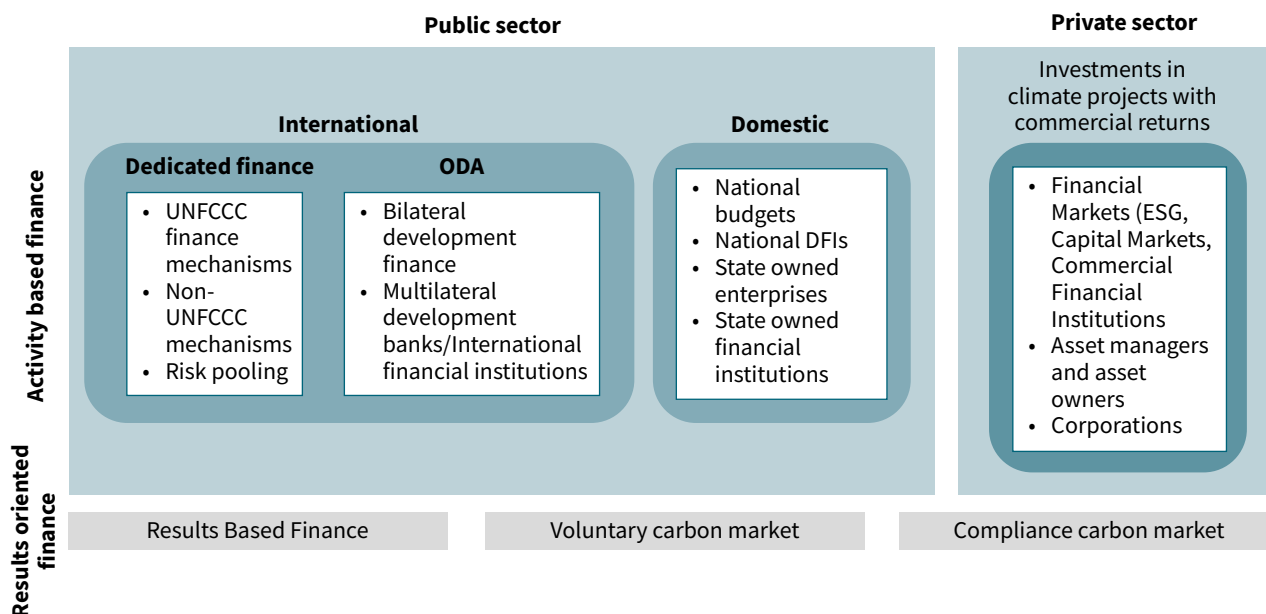 Public sector
Private sector
Investments in
climate projects with
commercial returns
International
Domestic
Dedicated finance
ODA
Activity based finance
• UNFCCC
finance
mechanisms
• Non-
UNFCCC
mechanisms
• Risk pooling
• Bilateral
development
finance
• Multilateral
development
banks/International
financial institutions
• National
budgets
• National DFIs
• State owned
enterprises
• State owned
financial
institutions
• Financial
Markets (ESG,
Capital Markets,
Commercial
Financial
Institutions
• Asset managers
and asset
owners
• Corporations
Results oriented
finance
Results Based Finance
Voluntary carbon market
Compliance carbon market